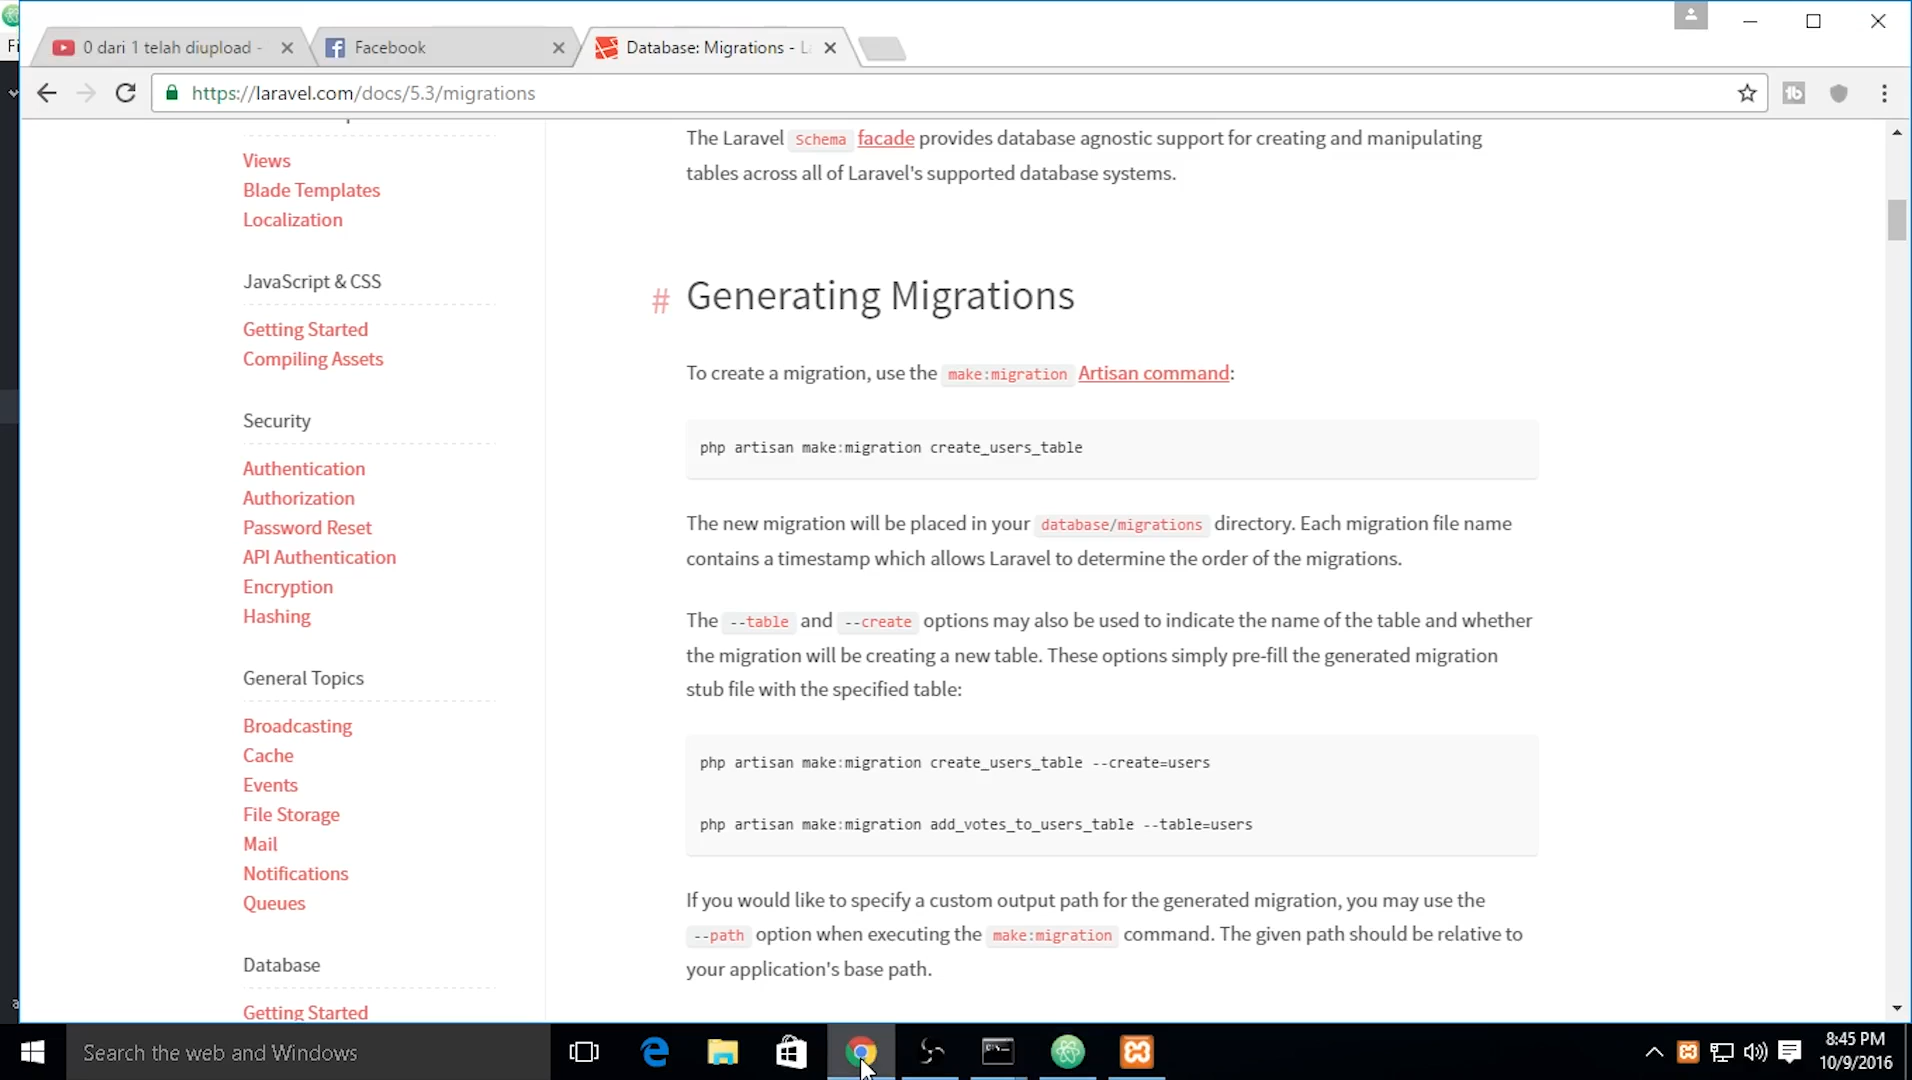 Fi
0 dari 1 telah diupload -
Facebook
Database: Migrations - La
https://laravel.com/docs/5.3/migrations
Views
Blade Templates
Localization
JavaScript & CSS
Getting Started
Compiling Assets
Security
Authentication
Authorization
Password Reset
API Authentication
Encryption
Hashing
General Topics
Broadcasting
Cache
Events
File Storage
Mail
Notifications
Queues
Database
Getting Started
The Laravel Schema facade provides database agnostic support for creating and manipulating
tables across all of Laravel's supported database systems.
# Generating Migrations
To create a migration, use the make:migration Artisan command:
php artisan make:migration create_users_table
The new migration will be placed in your database/migrations directory. Each migration file name
contains a timestamp which allows Laravel to determine the order of the migrations.
The --table and --create options may also be used to indicate the name of the table and whether
the migration will be creating a new table. These options simply pre-fill the generated migration
stub file with the specified table:
php artisan make:migration create_users_table --create=users
php artisan make:migration add_votes_to_users_table --table=users
If you would like to specify a custom output path for the generated migration, you may use the
--path option when executing the make:migration command. The given path should be relative to
your application's base path.
Search the web and Windows
8:45 PM
10/9/2016